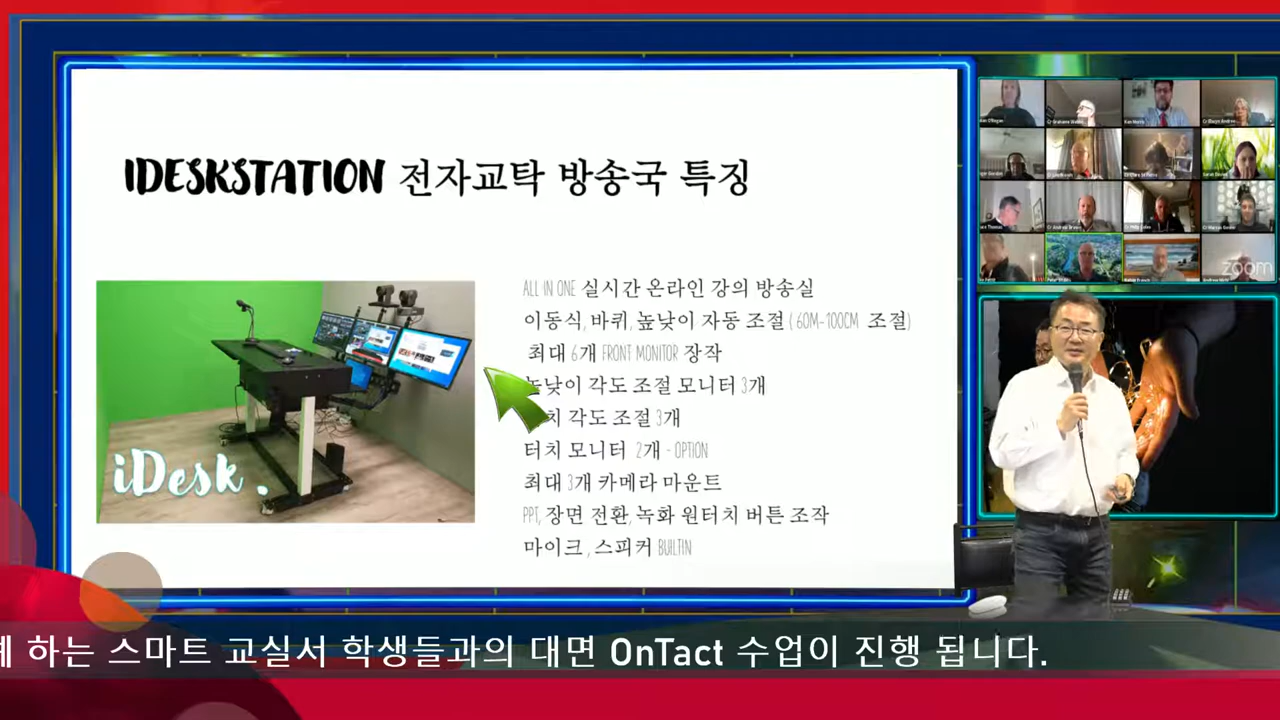 IDESKSTATION 전자교탁 방송국 특징
ALL IN ONE 실시간 온라인 강의 방송실
이동식, 바퀴, 높낮이 자동 조절 ( 60M-100CM 조절)
최대 6개 FRONT MONITOR 장작
높낮이 각도 조절 모니터 3개
각도 조절 3개
터치 모니터 2개 - OPTION
최대 3개 카메라 마운트
PPT, 장면 전환, 녹화 원터치 버튼 조작
마이크, 스피커 BUILTIN
iDesk .
zoom
하는 스마트 교실서 학생들과의 대면 OnTact 수업이 진행 됩니다.